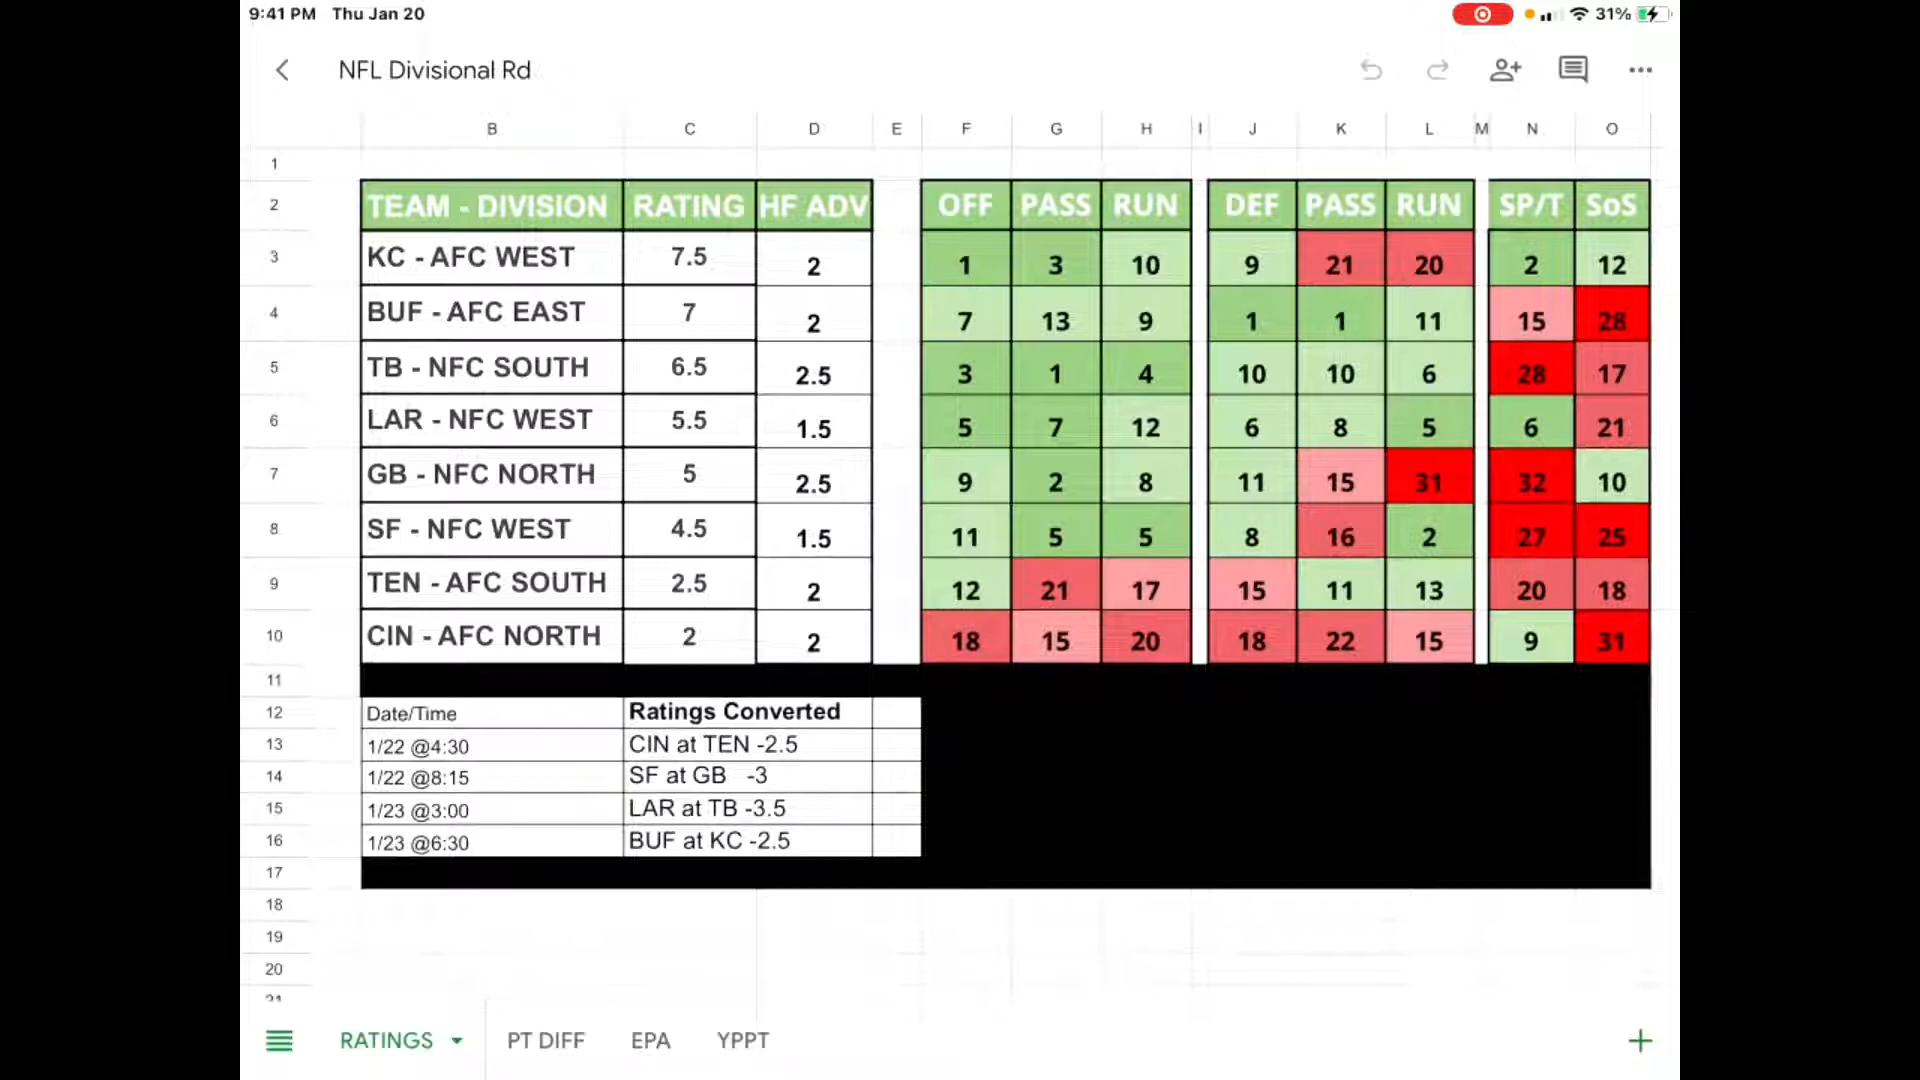 9:41 PM Thu Jan 20 31%
NFL Divisional Rd
B C D E F G H I J K L M N O
1
2 TEAM - DIVISION RATING HF ADV OFF PASS RUN DEF PASS RUN SP/T SoS
3 KC - AFC WEST 7.5 2 1 3 10 9 21 20 2 12
4 BUF - AFC EAST 7 2 7 13 9 1 1 11 15 28
5 TB - NFC SOUTH 6.5 2.5 3 1 4 10 10 6 28 17
6 LAR - NFC WEST 5.5 1.5 5 7 12 6 8 5 6 21
7 GB - NFC NORTH 5 2.5 9 2 8 11 15 31 32 10
8 SF - NFC WEST 4.5 1.5 11 5 5 8 16 2 27 25
9 TEN - AFC SOUTH 2.5 2 12 21 17 15 11 13 20 18
10 CIN - AFC NORTH 2 2 18 15 20 18 22 15 9 31
11
12 Date/Time Ratings Converted
13 1/22 @4:30 CIN at TEN -2.5
14 1/22 @8:15 SF at GB -3
15 1/23 @3:00 LAR at TB -3.5
16 1/23 @6:30 BUF at KC -2.5
17
18
19
20
21
RATINGS PT DIFF EPA YPPT